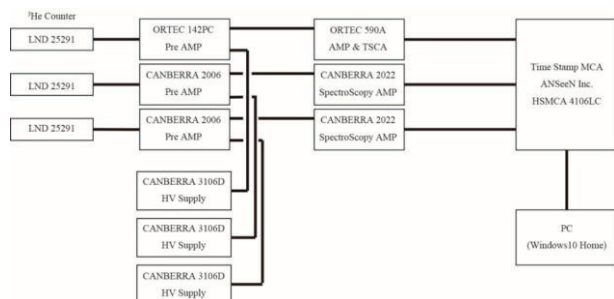 ³He Counter
LND 25291
ORTEC 142PC
Pre AMP
ORTEC 590A
AMP & TSCA
LND 25291
CANBERRA 2006
Pre AMP
CANBERRA 2022
SpectroScopy AMP
LND 25291
CANBERRA 2006
Pre AMP
CANBERRA 2022
SpectroScopy AMP
Time Stamp MCA
ANSeeN Inc.
HSMCA 4106LC
CANBERRA 3106D
HV Supply
CANBERRA 3106D
HV Supply
CANBERRA 3106D
HV Supply
PC
(Windows10 Home)